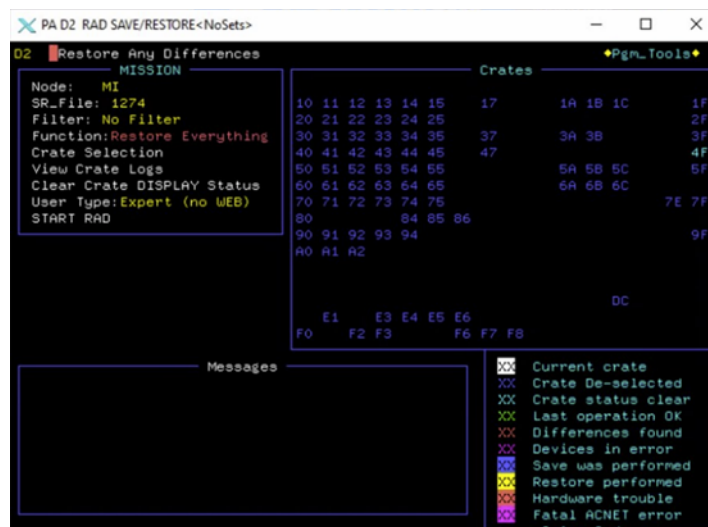 PA D2 RAD SAVE/RESTORE<NoSets>
D2 Restore Any Differences ◆Pgm_Tools◆
MISSION
Node: MI
SR_File: 1274
Filter: No Filter
Function:Restore Everything
Crate Selection
View Crate Logs
Clear Crate DISPLAY Status
User Type:Expert (no WEB)
START RAD
Crates
10 11 12 13 14 15 17 1A 1B 1C 1F
20 21 22 23 24 25 2F
30 31 32 33 34 35 37 3A 3B 3F
40 41 42 43 44 45 47 4F
50 51 52 53 54 55 5A 5B 5C 5F
60 61 62 63 64 65 6A 6B 6C
70 71 72 73 74 75 7E 7F
80 84 85 86
90 91 92 93 94 9F
A0 A1 A2
DC
E1 E3 E4 E5 E6
F0 F2 F3 F6 F7 F8
Messages
XX Current crate
XX Crate De-selected
XX Crate status clear
XX Last operation OK
XX Differences found
XX Devices in error
XX Save was performed
XX Restore performed
XX Hardware trouble
XX Fatal ACNET error